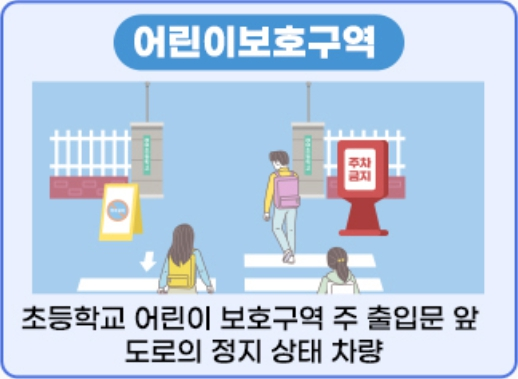 어린이보호구역
주차
금지
초등학교 어린이 보호구역 주 출입문 앞
도로의 정지 상태 차량